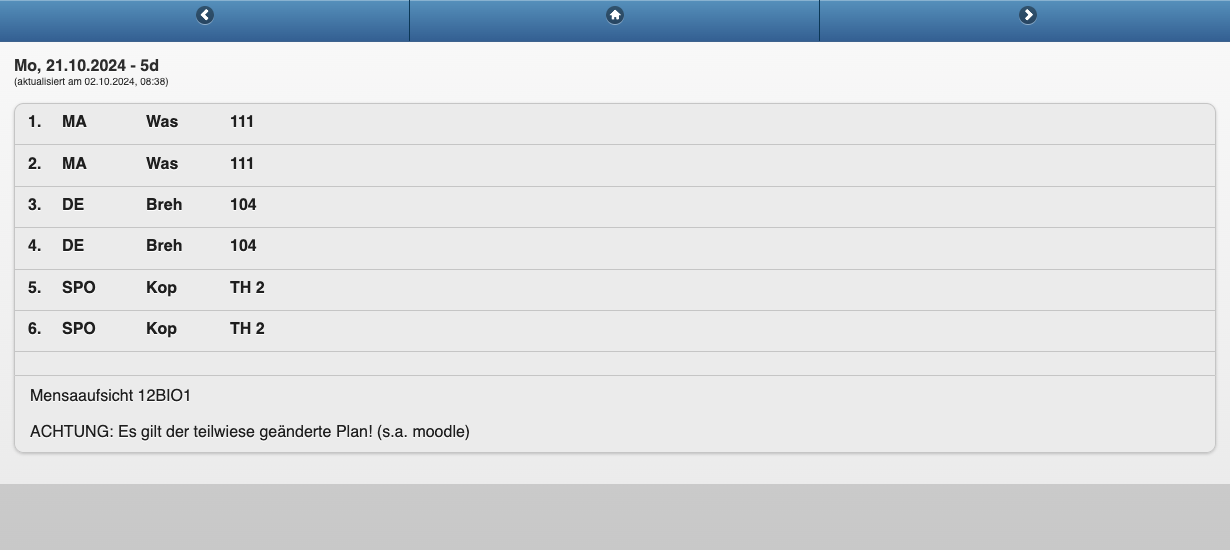 Mo, 21.10.2024 - 5d
(aktualisiert am 02.10.2024, 08:38)
1. MA Was 111
2. MA Was 111
3. DE Breh 104
4. DE Breh 104
5. SPO Kop TH 2
6. SPO Kop TH 2
Mensaaufsicht 12BIO1
ACHTUNG: Es gilt der teilwiese geänderte Plan! (s.a. moodle)